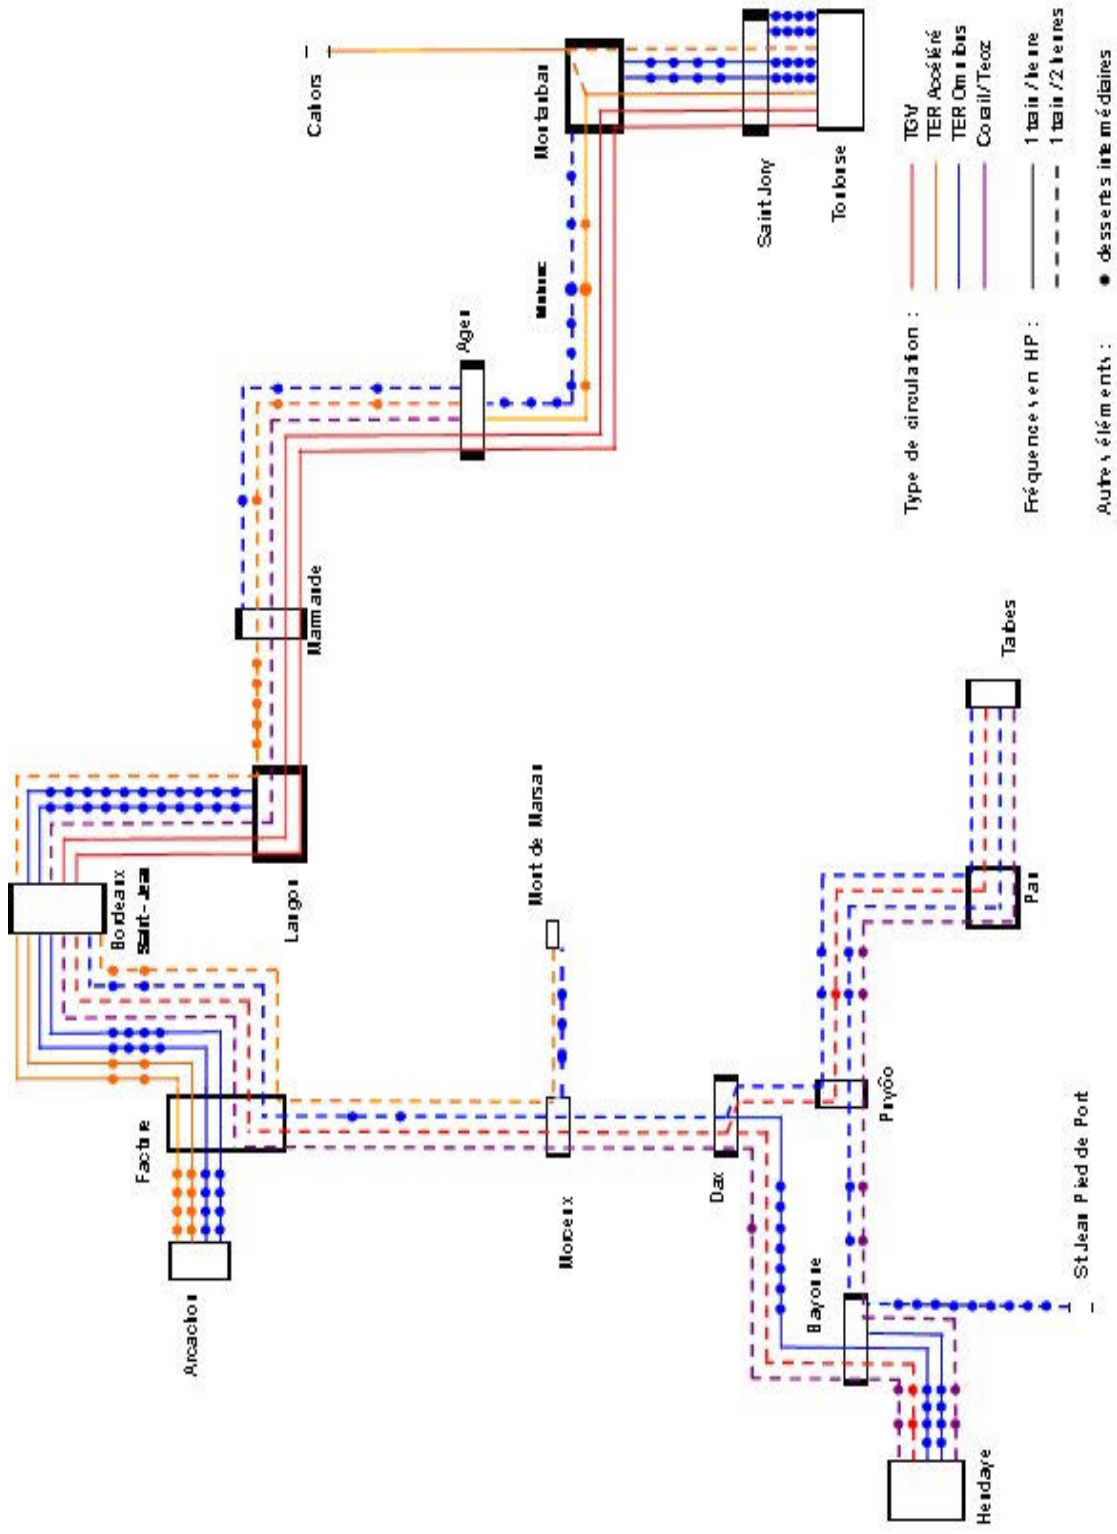 Cahors
Montauban
Saint Jory
Toulouse
Agen
Marmande
Langon
Bordeaux
Saint-Jean
Facture
Arcachon
Mont de Marsan
Morcenx
Dax
Puyôo
Pau
Tarbes
Bayonne
Hendaye
St Jean Pied de Port
Type de circulation :
TGV
TER Accéléré
TER Omnibus
Corail/Teoz
Fréquences en HP :
1 train/heure
1 train/2 heures
Autres éléments :
dessertes intermédiaires